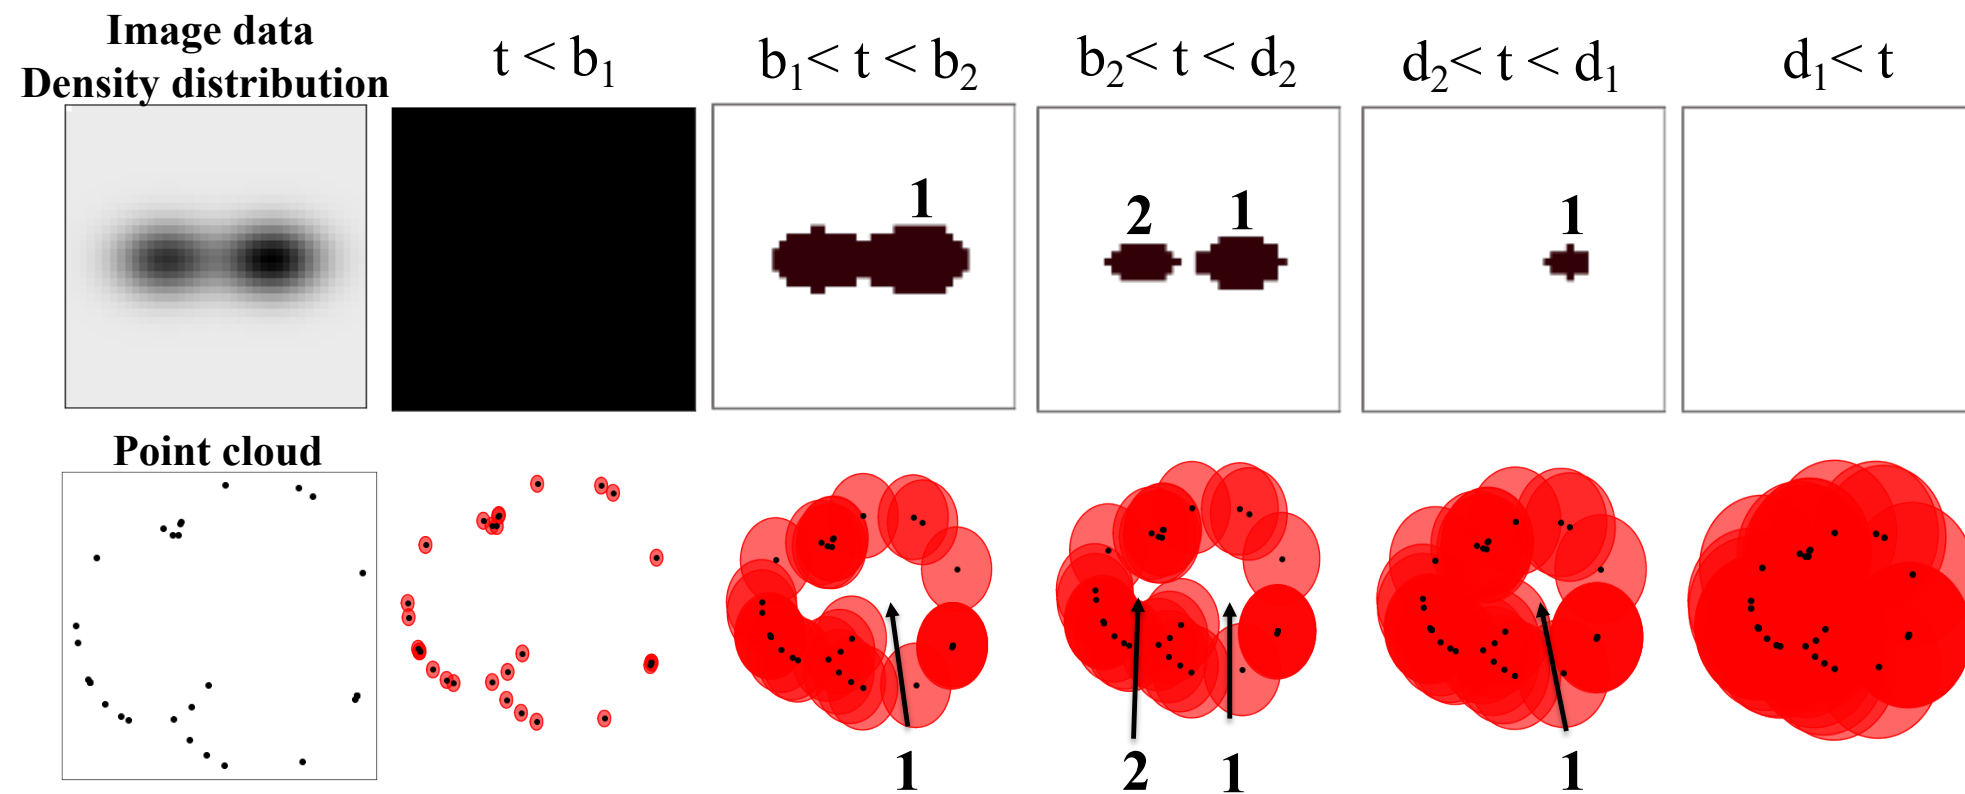 Image data
Density distribution
t < b₁
b₁< t < b₂
b₂< t < d₂
d₂< t < d₁
d₁< t
1
2 1
1
Point cloud
1
2 1
1